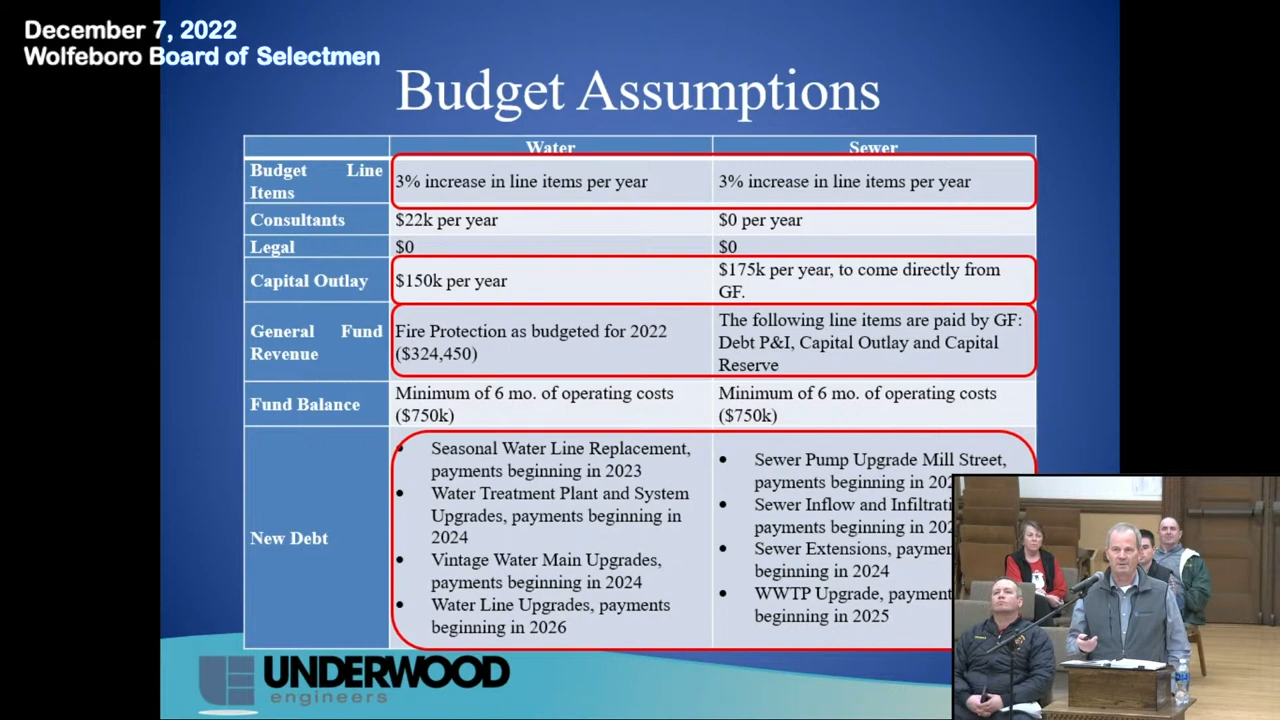 December 7, 2022
Wolfeboro Board of Selectmen
Budget Assumptions
Water
Sewer
Budget Line
Items
3% increase in line items per year
3% increase in line items per year
Consultants
$22k per year
$0 per year
Legal
$0
$0
Capital Outlay
$150k per year
$175k per year, to come directly from
GF.
General Fund
Revenue
Fire Protection as budgeted for 2022
($324,450)
The following line items are paid by GF:
Debt P&I, Capital Outlay and Capital
Reserve
Fund Balance
Minimum of 6 mo. of operating costs
($750k)
Minimum of 6 mo. of operating costs
($750k)
New Debt
• Seasonal Water Line Replacement,
payments beginning in 2023
• Water Treatment Plant and System
Upgrades, payments beginning in
2024
• Vintage Water Main Upgrades,
payments beginning in 2024
• Water Line Upgrades, payments
beginning in 2026
• Sewer Pump Upgrade Mill Street,
payments beginning in
• Sewer Inflow and
payments beginning in
• Sewer Extensions,
beginning in 2024
• WWTP Upgrade,
beginning in 2025
UNDERWOOD
engineers